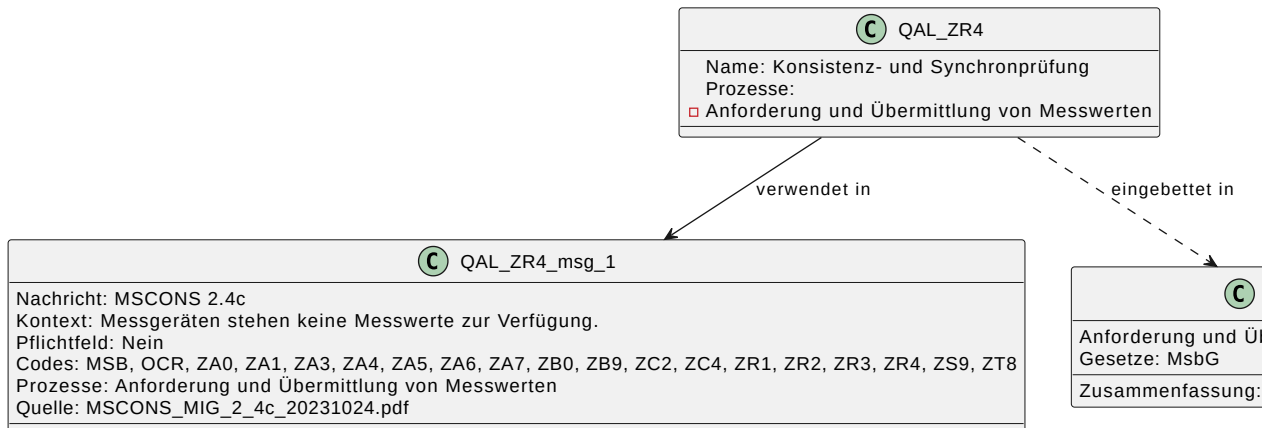 C QAL_ZR4
Name: Konsistenz- und Synchronprüfung
Prozesse:
Anforderung und Übermittlung von Messwerten
verwendet in
eingebettet in
C QAL_ZR4_msg_1
Nachricht: MSCONS 2.4c
Kontext: Messgeräten stehen keine Messwerte zur Verfügung.
Pflichtfeld: Nein
Codes: MSB, OCR, ZA0, ZA1, ZA3, ZA4, ZA5, ZA6, ZA7, ZB0, ZB9, ZC2, ZC4, ZR1, ZR2, ZR3, ZR4, ZS9, ZT8
Prozesse: Anforderung und Übermittlung von Messwerten
Quelle: MSCONS_MIG_2_4c_20231024.pdf
C
Anforderung und
Gesetze: MsbG
Zusammenfassung: